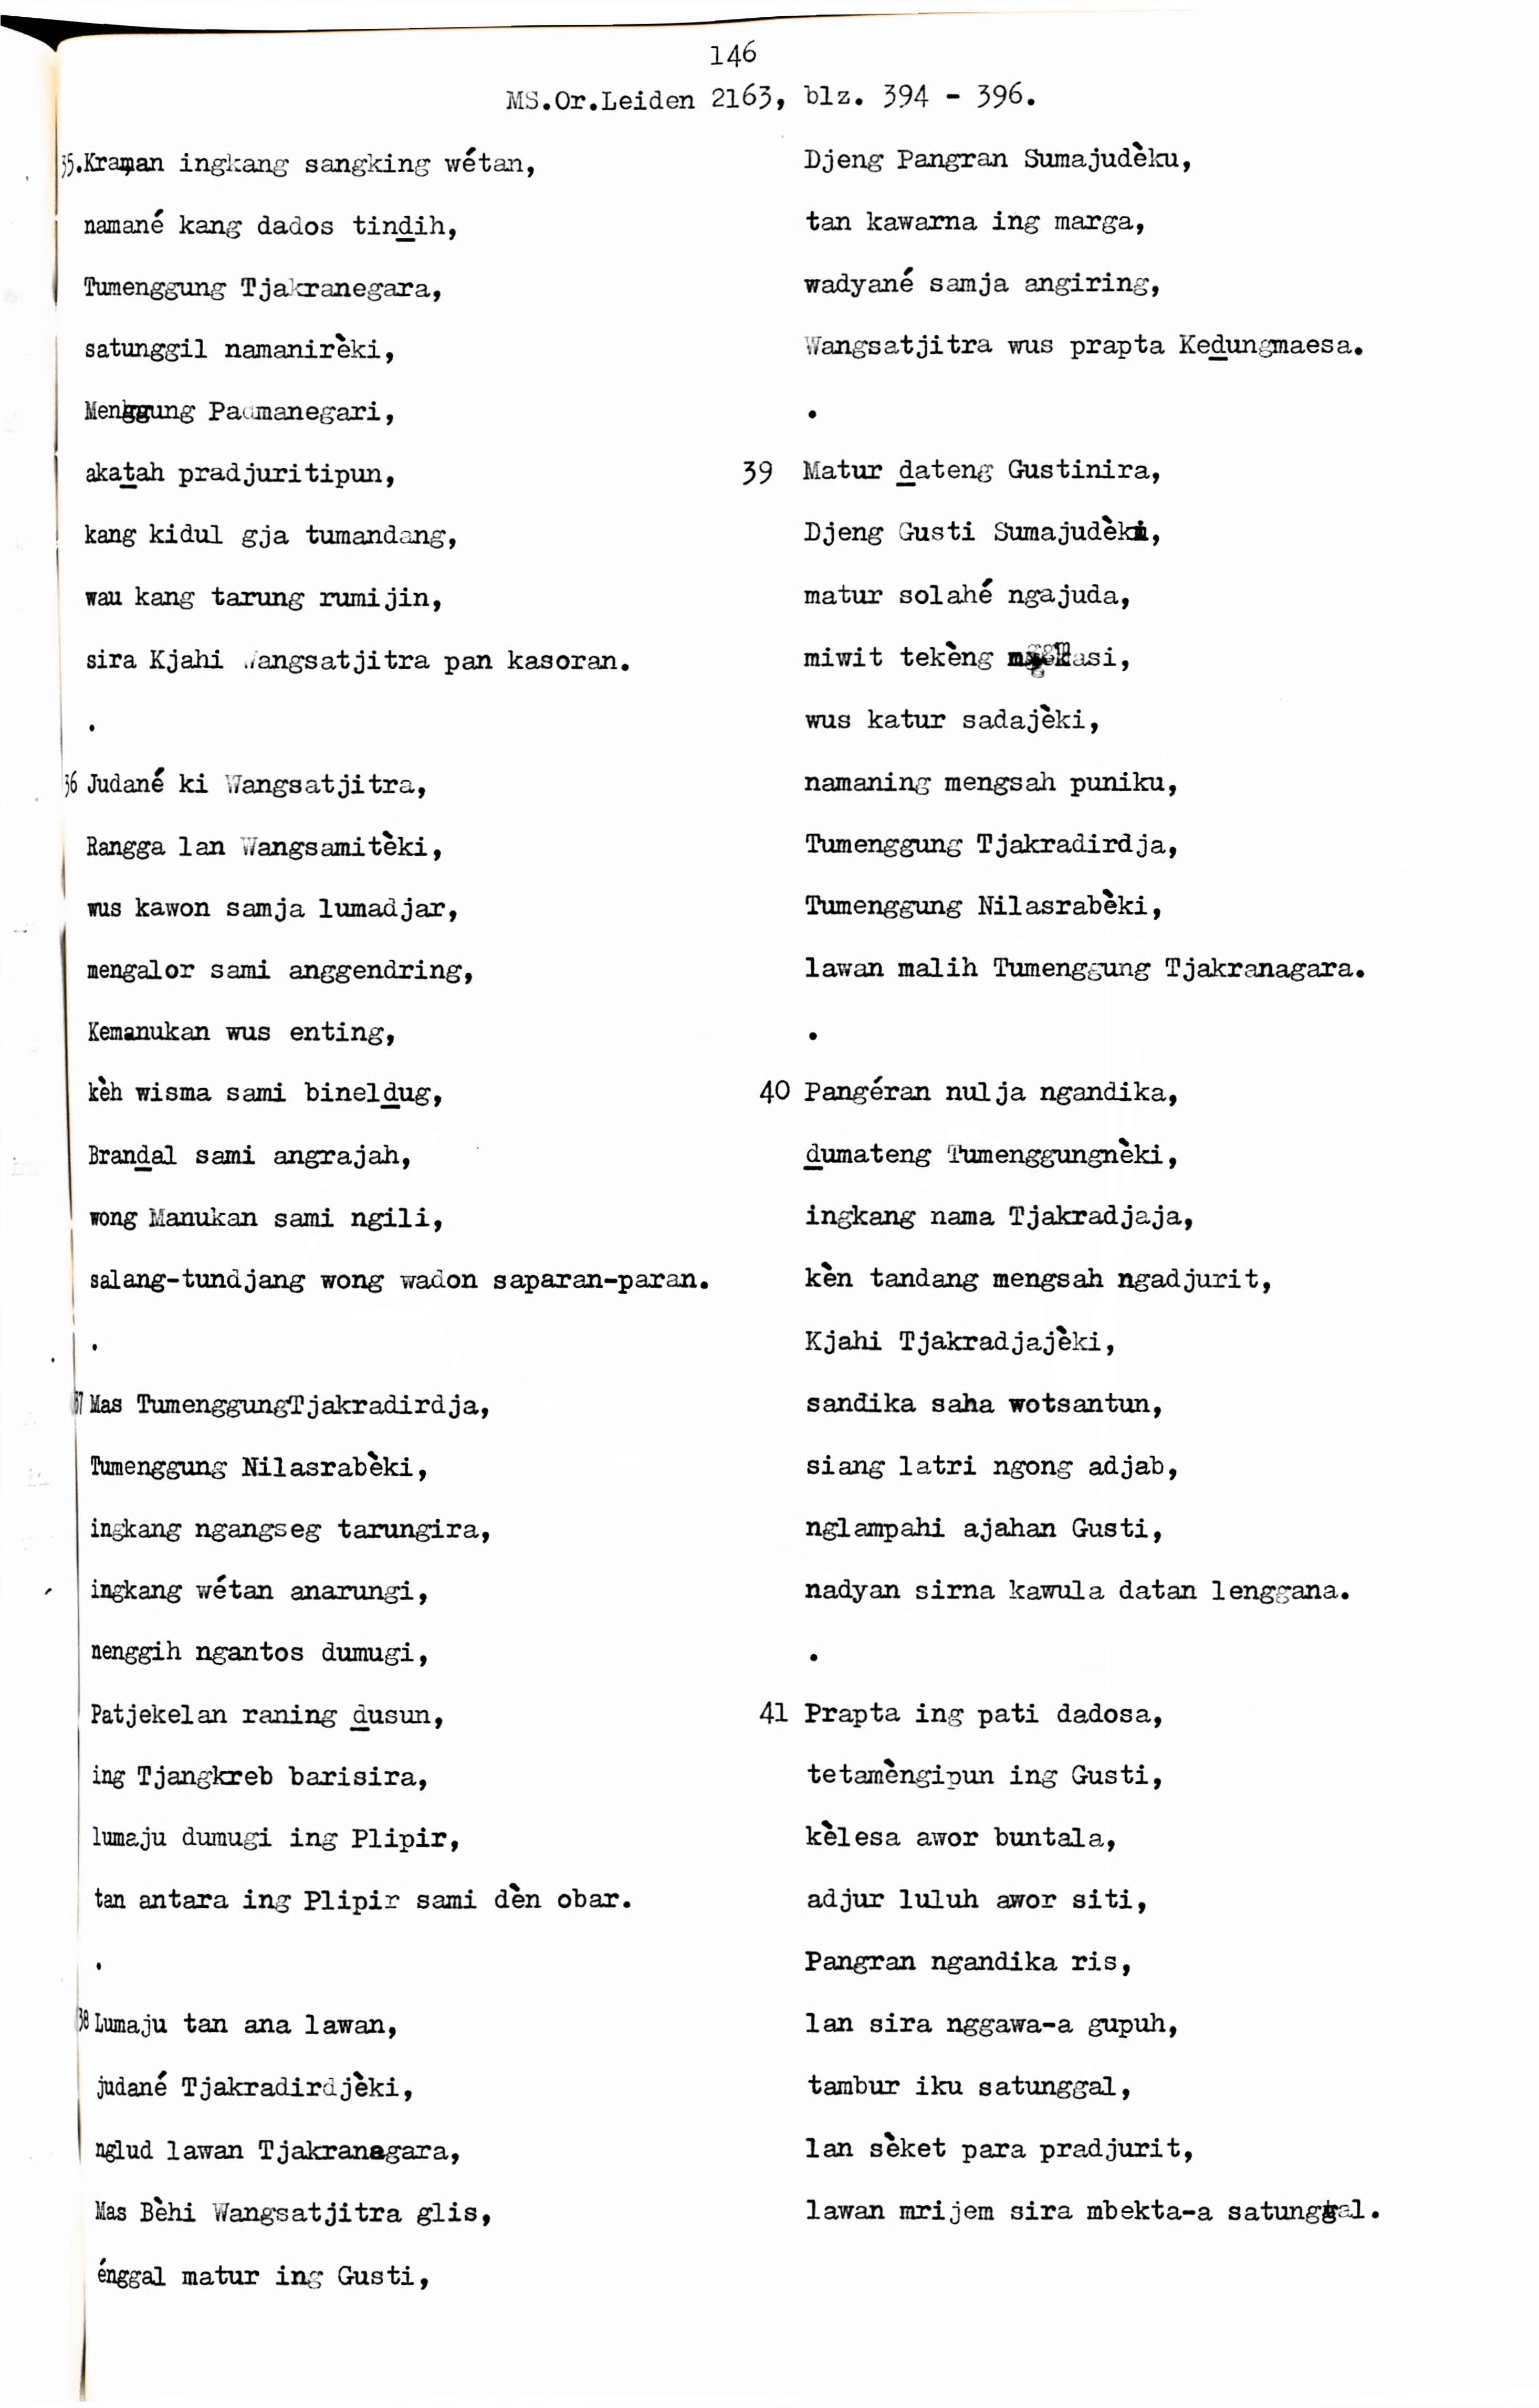 146
MS.Or.Leiden 2163, blz. 394 - 396.
35.Kraman ingkang sangking wétan,
namané kang dados tinḏih,
Tumenggung Tjakranegara,
satunggil namanirèki,
Menggung Padmanegari,
akaṯah pradjuritipun,
kang kidul gja tumandang,
wau kang tarung rumijin,
sira Kjahi Wangsatjitra pan kasoran.
.
36 Judané ki Wangsatjitra,
Rangga lan Wangsamitèki,
wus kawon samja lumadjar,
mengalor sami anggendring,
Kemanukan wus enting,
kèh wisma sami binelḏug,
Branḏal sami angrajah,
wong Manukan sami ngili,
salang-tundjang wong wadon saparan-paran.
.
37 Mas TumenggungTjakradirdja,
Tumenggung Nilasrabèki,
ingkang ngangseg tarungira,
ingkang wétan anarungi,
nenggih ngantos dumugi,
Patjekelan raning ḏusun,
ing Tjangkreb barisira,
lumaju dumugi ing Plipir,
tan antara ing Plipir sami dèn obar.
.
38 Lumaju tan ana lawan,
judané Tjakradirdjèki,
nglud lawan Tjakranagara,
Mas Bèhi Wangsatjitra glis,
énggal matur ing Gusti,
Djeng Pangran Sumajudèku,
tan kawarna ing marga,
wadyané samja angiring,
Wangsatjitra wus prapta Keḏungmaesa.
.
39 Matur ḏateng Gustinira,
Djeng Gusti Sumajudèki,
matur solahé ngajuda,
miwit tekèng
wus katur sadajèki,
namaning mengsah puniku,
Tumenggung Tjakradirdja,
Tumenggung Nilasrabèki,
lawan malih Tumenggung Tjakranagara.
.
40 Pangéran nulja ngandika,
ḏumateng Tumenggungnèki,
ingkang nama Tjakradjaja,
kèn tandang mengsah ngadjurit,
Kjahi Tjakradjajèki,
sandika saha wotsantun,
siang latri ngong adjab,
nglampahi ajahan Gusti,
nadyan sirna kawula datan lenggana.
.
41 Prapta ing pati dadosa,
tetamèngipun ing Gusti,
kèlesa awor buntala,
adjur luluh awor siti,
Pangran ngandika ris,
lan sira nggawa-a gupuh,
tambur iku satunggal,
lan sèket para pradjurit,
lawan mrijem sira mbekta-a satunggal.